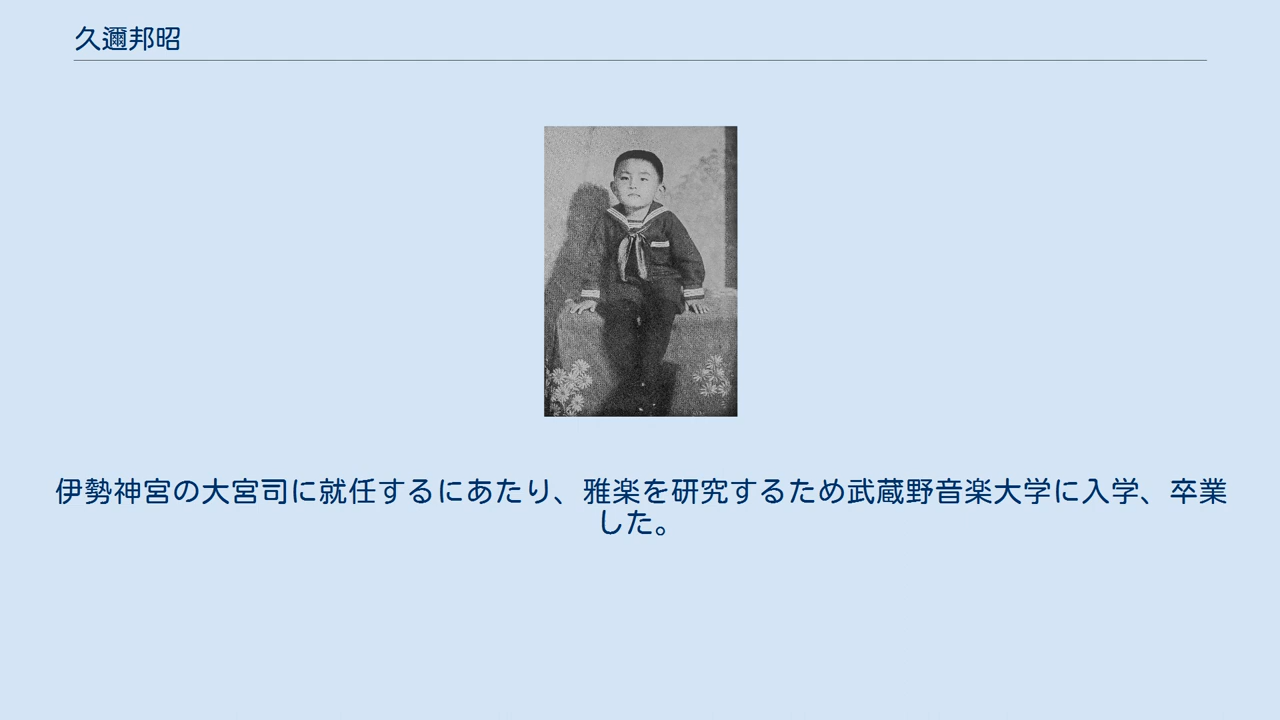 久邇邦昭
伊勢神宮の大宮司に就任するにあたり、雅楽を研究するため武蔵野音楽大学に入学、卒業
した。